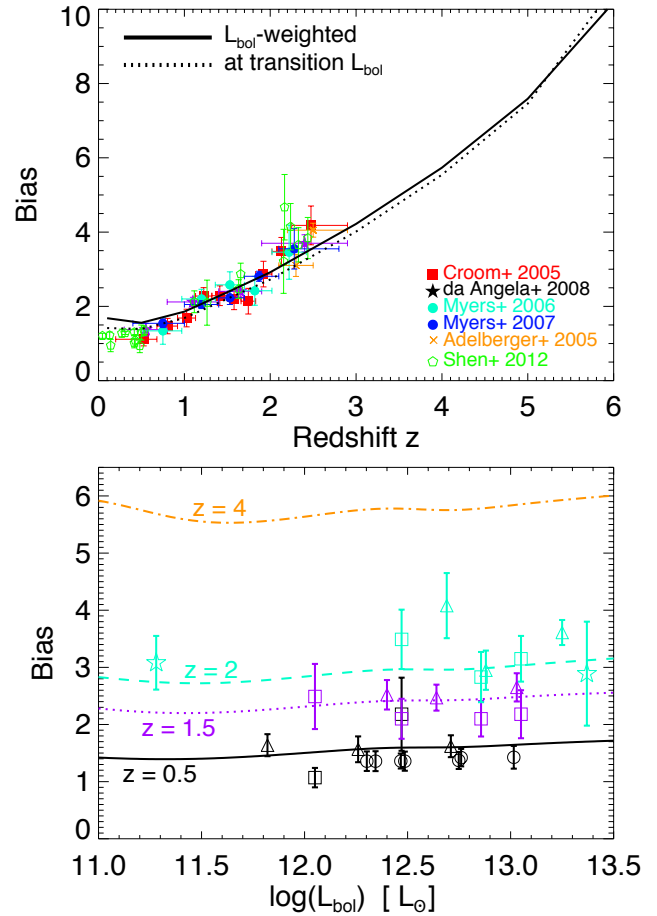 10
8
6
4
2
0
Bias
L_bol-weighted
at transition L_bol
Croom+ 2005
da Angela+ 2008
Myers+ 2006
Myers+ 2007
Adelberger+ 2005
Shen+ 2012
0 1 2 3 4 5 6
Redshift z
6
5
4
3
2
1
0
Bias
z = 4
z = 2
z = 1.5
z = 0.5
11.0 11.5 12.0 12.5 13.0 13.5
log(L_bol) [ L_⊙]